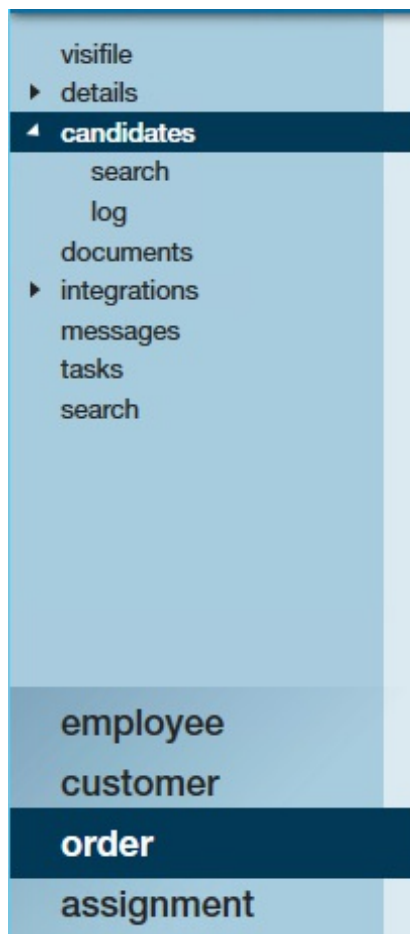 visifile
details
candidates
search
log
documents
integrations
messages
tasks
search
employee
customer
order
assignment